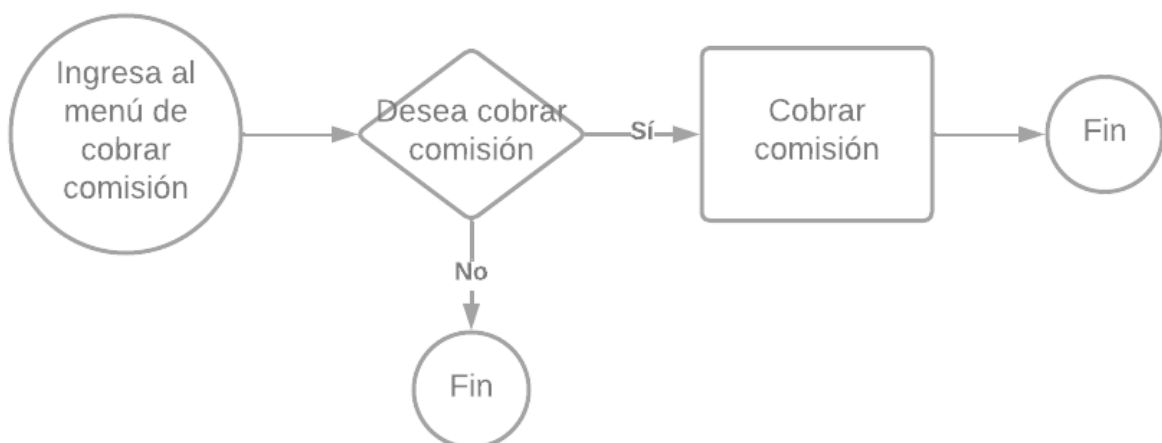 Ingresa al
menú de
cobrar
comisión
Desea cobrar
comisión
Sí
Cobrar
comisión
Fin
No
Fin